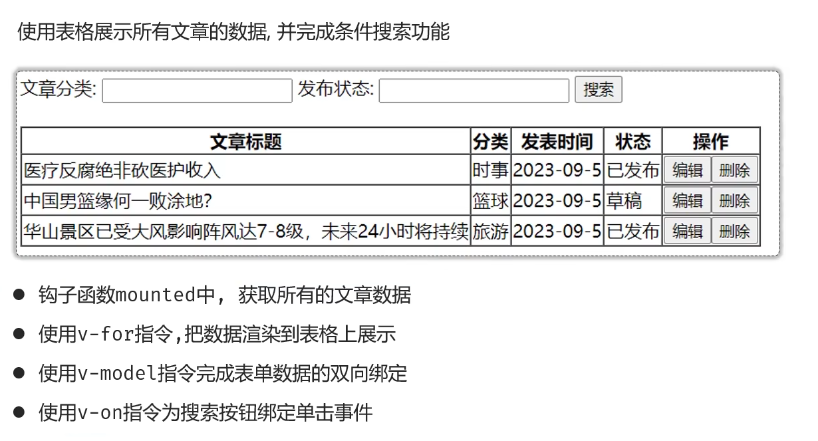 使用表格展示所有文章的数据, 并完成条件搜索功能
文章分类: 发布状态: 搜索
文章标题 分类 发表时间 状态 操作
医疗反腐绝非砍医护收入 时事 2023-09-5 已发布 编辑 删除
中国男篮缘何一败涂地? 篮球 2023-09-5 草稿 编辑 删除
华山景区已受大风影响阵风达7-8级，未来24小时将持续 旅游 2023-09-5 已发布 编辑 删除
● 钩子函数mounted中, 获取所有的文章数据
● 使用v-for指令,把数据渲染到表格上展示
● 使用v-model指令完成表单数据的双向绑定
● 使用v-on指令为搜索按钮绑定单击事件